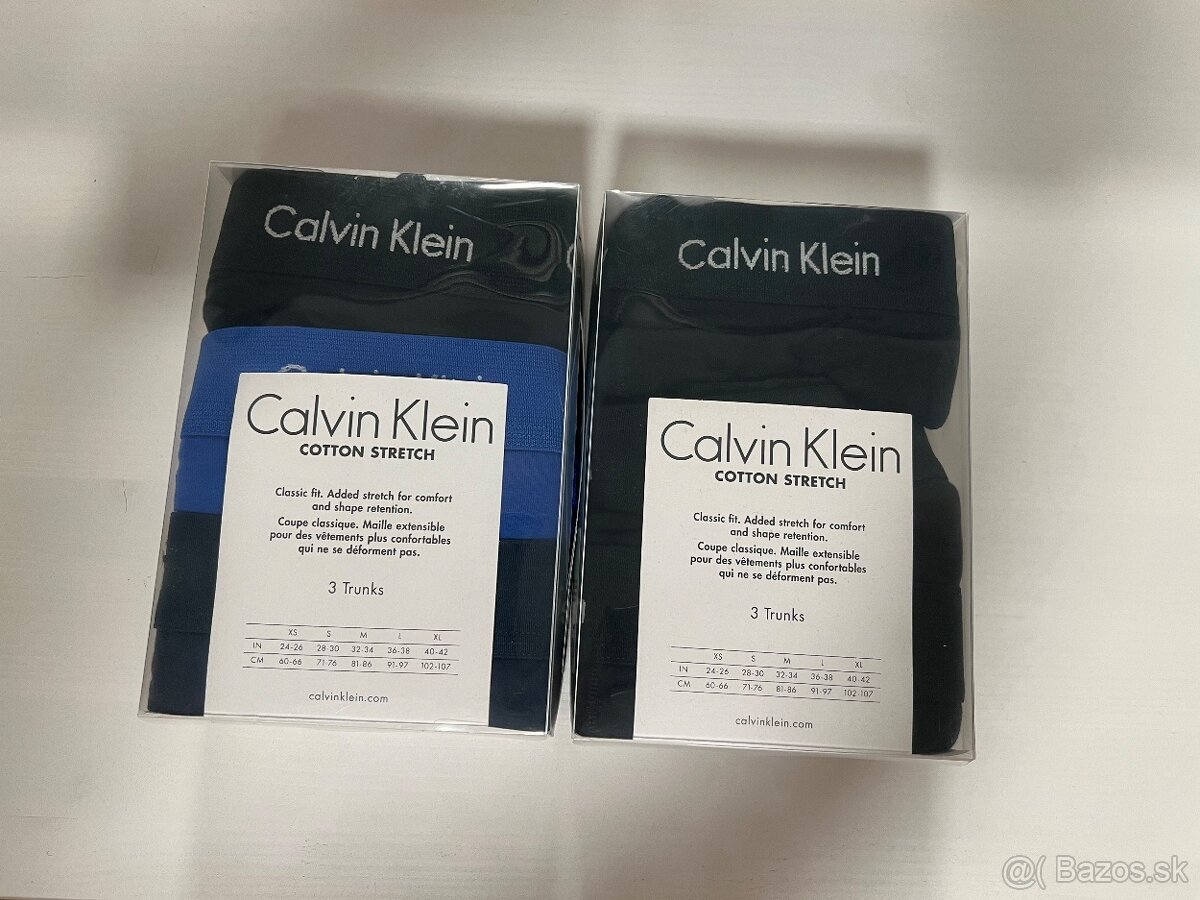 Calvin Klein
Calvin Klein
COTTON STRETCH
Classic fit. Added stretch for comfort
and shape retention.
Coupe classique. Maille extensible
pour des vêtements plus confortables
qui ne se déforment pas.
3 Trunks
XS S M L XL
IN 24-26 28-30 32-34 36-38 40-42
CM 60-66 71-76 81-86 91-97 102-107
calvinklein.com
Calvin Klein
Calvin Klein
COTTON STRETCH
Classic fit. Added stretch for comfort
and shape retention.
Coupe classique. Maille extensible
pour des vêtements plus confortables
qui ne se déforment pas.
3 Trunks
XS S M L XL
IN 24-26 28-30 32-34 36-38 40-42
CM 60-66 71-76 81-86 91-97 102-107
calvinklein.com
@( Bazos.sk